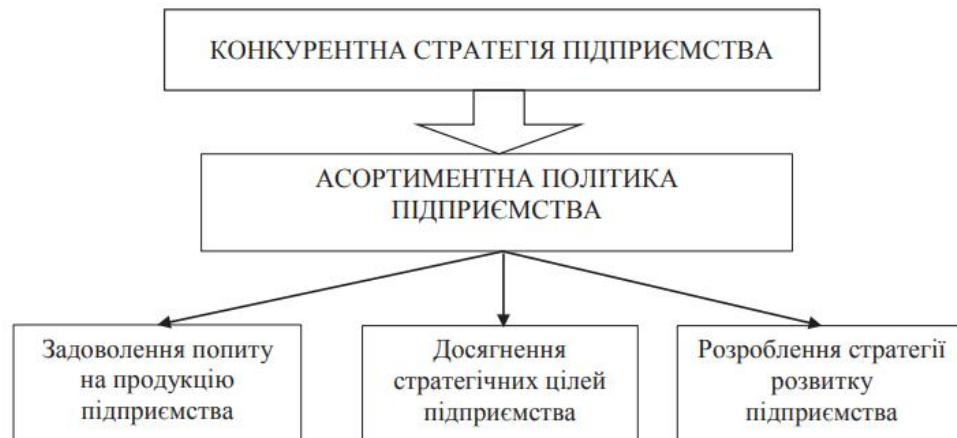 КОНКУРЕНТНА СТРАТЕГІЯ ПІДПРИЄМСТВА
АСОРТИМЕНТНА ПОЛІТИКА
ПІДПРИЄМСТВА
Задоволення попиту
на продукцію
підприємства
Досягнення
стратегічних цілей
підприємства
Розроблення стратегії
розвитку
підприємства